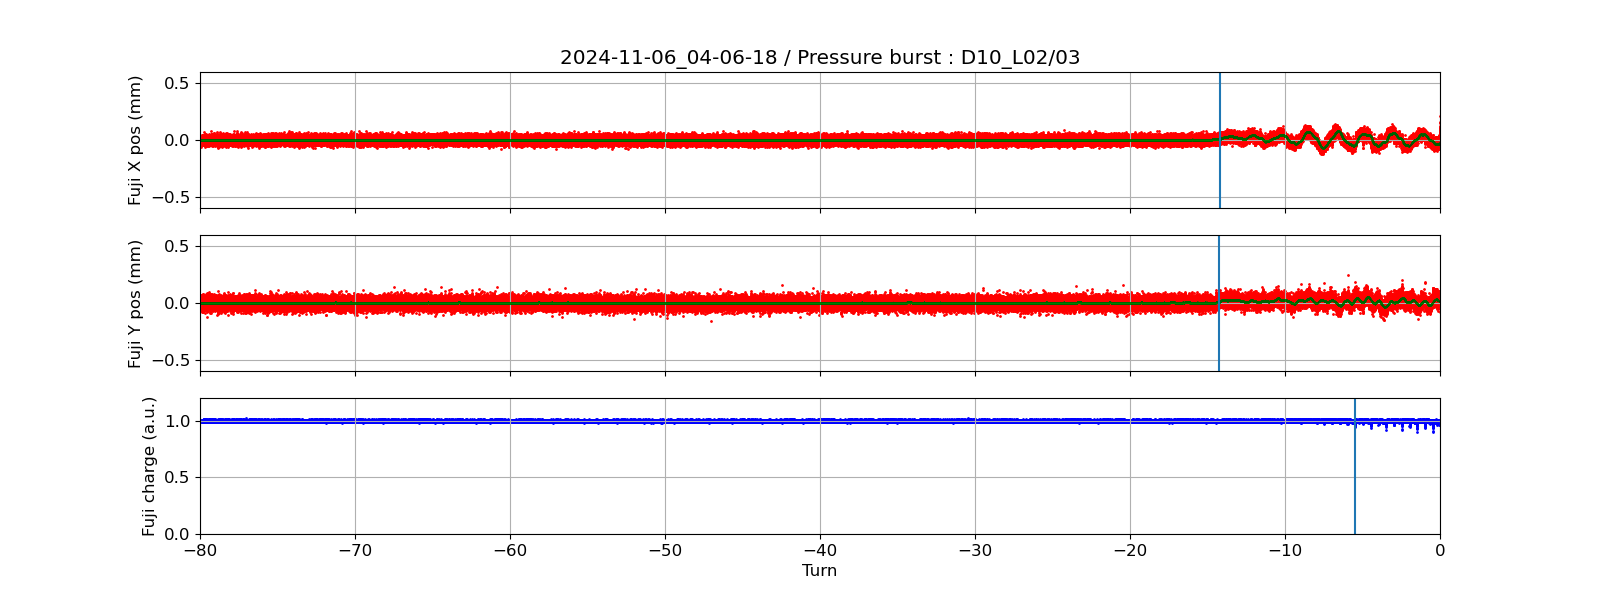 2024-11-06_04-06-18 / Pressure burst : D10_L02/03
Fuji X pos (mm)
0.5
0.0
−0.5
Fuji Y pos (mm)
0.5
0.0
−0.5
Fuji charge (a.u.)
1.0
0.5
0.0
−80 −70 −60 −50 −40 −30 −20 −10 0
Turn